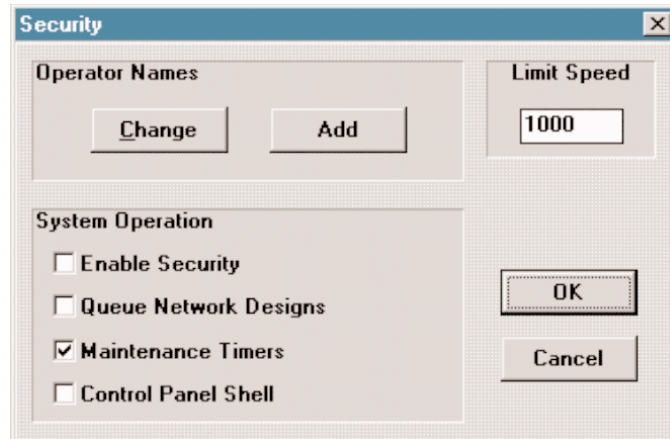 Security
Operator Names
Change
Add
Limit Speed
1000
System Operation
Enable Security
Queue Network Designs
Maintenance Timers
Control Panel Shell
OK
Cancel